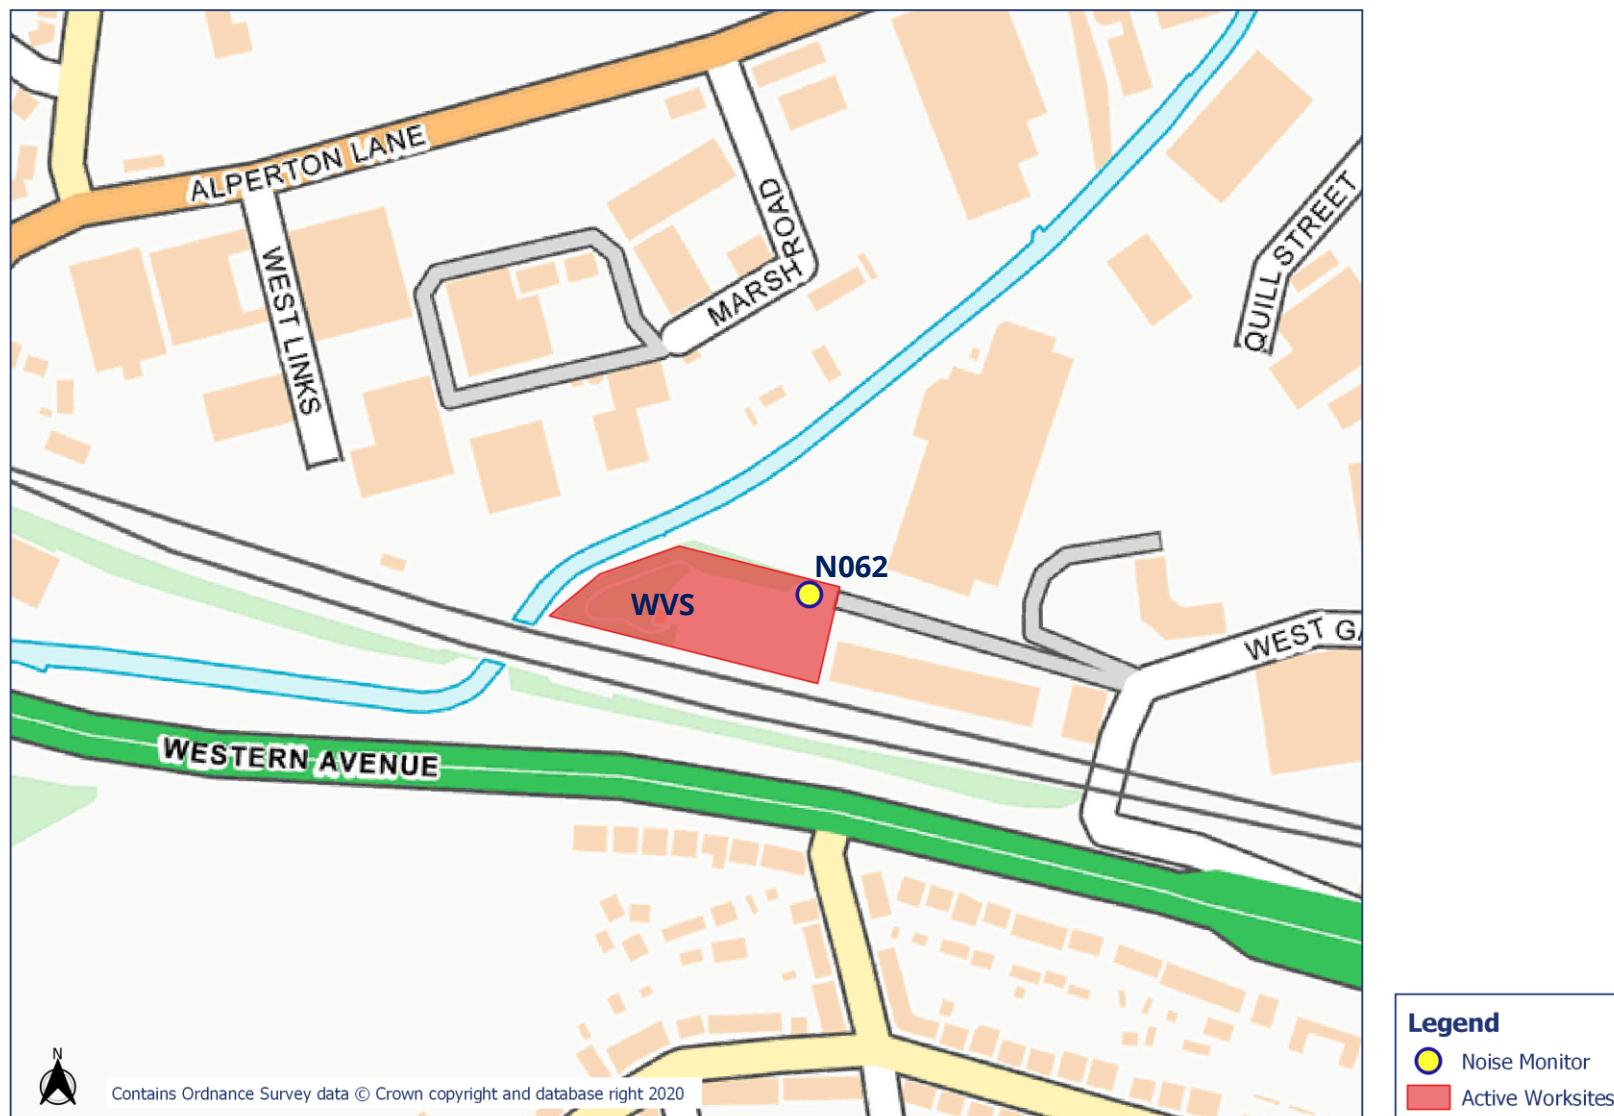 ALPERTON LANE
WEST LINKS
MARSH ROAD
QUILL STREET
N062
WVS
WEST GA
WESTERN AVENUE
N
Contains Ordnance Survey data © Crown copyright and database right 2020
Legend
Noise Monitor
Active Worksites